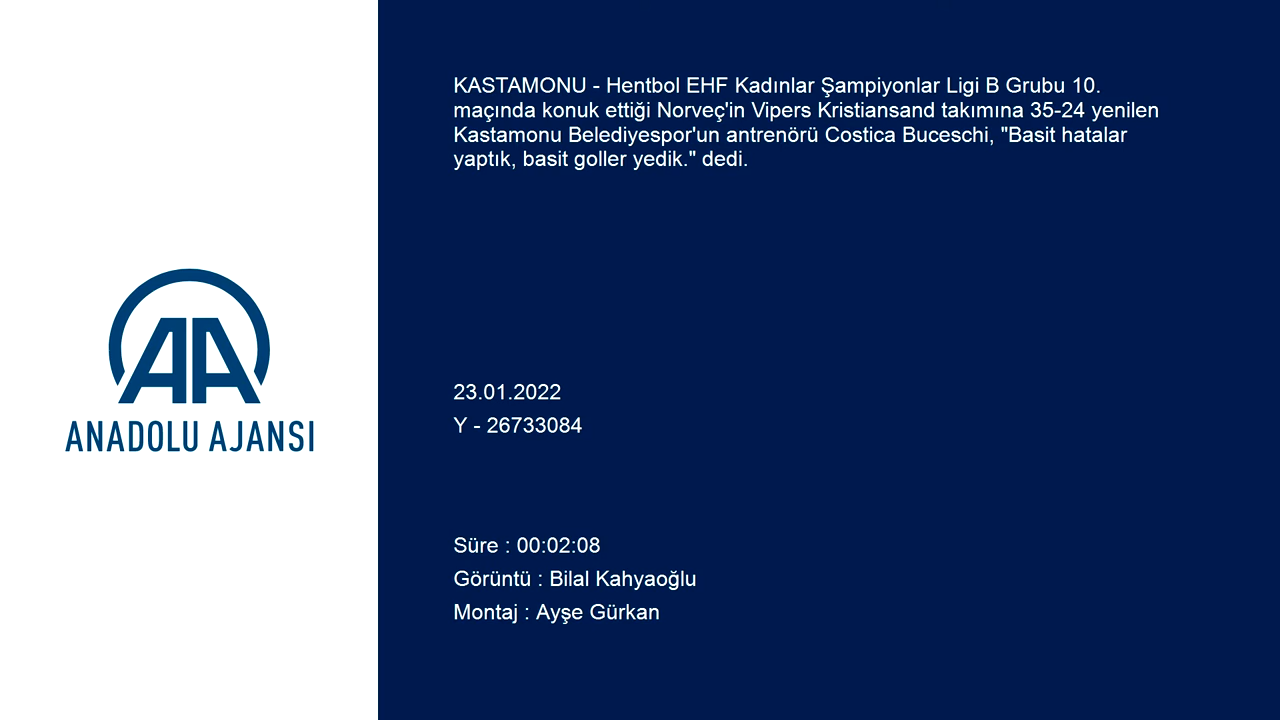 KASTAMONU - Hentbol EHF Kadınlar Şampiyonlar Ligi B Grubu 10.
maçında konuk ettiği Norveç'in Vipers Kristiansand takımına 35-24 yenilen
Kastamonu Belediyespor'un antrenörü Costica Buceschi, "Basit hatalar
yaptık, basit goller yedik." dedi.
AA
ANADOLU AJANSI
23.01.2022
Y - 26733084
Süre : 00:02:08
Görüntü : Bilal Kahyaoğlu
Montaj : Ayşe Gürkan